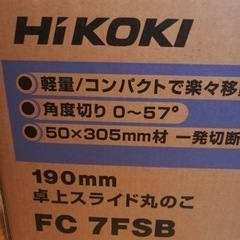 HiKOKI
● 軽量/コンパクトで楽々移
● 角度切り 0～57°
● 50×305mm材 一発切断
190mm
卓上スライド丸のこ
FC 7FSB